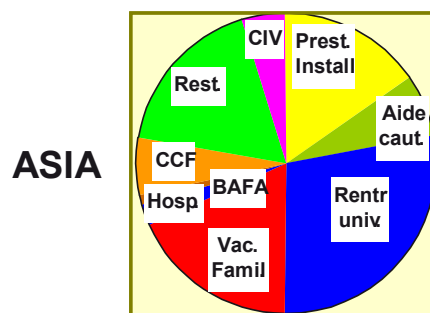 ASIA
CIV
Prest.
Install
Rest.
Aide
caut.
CCF
BAFA
Hosp.
Rentr
univ.
Vac.
Famil